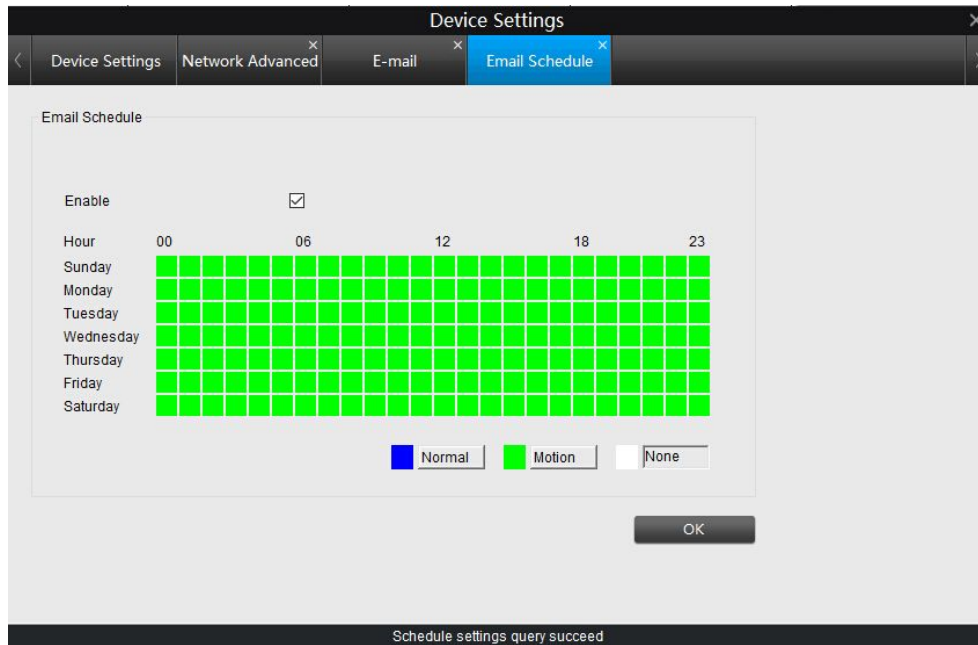 Device Settings
Device Settings Network Advanced E-mail Email Schedule
Email Schedule
Enable
Hour 00 06 12 18 23
Sunday
Monday
Tuesday
Wednesday
Thursday
Friday
Saturday
Normal Motion None
OK
Schedule settings query succeed